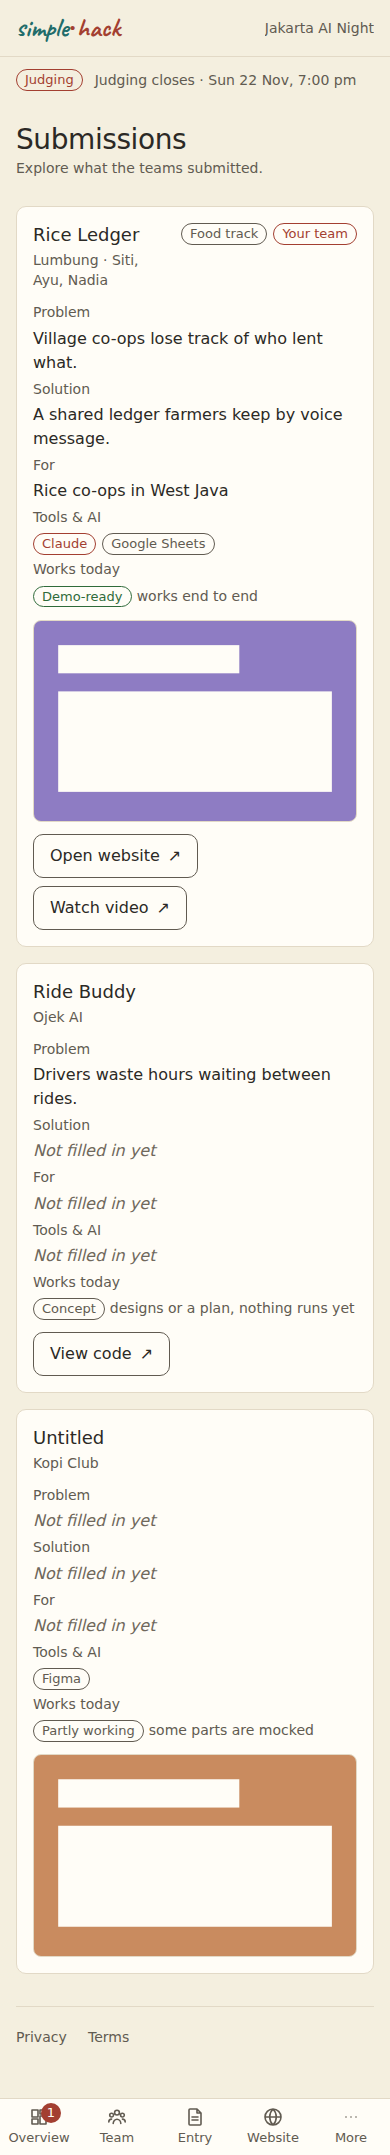 simple·hack
Jakarta AI Night
Judging
Judging closes · Sun 22 Nov, 7:00 pm
Submissions
Explore what the teams submitted.
Rice Ledger
Food track
Your team
Lumbung · Siti,
Ayu, Nadia
Problem
Village co-ops lose track of who lent
what.
Solution
A shared ledger farmers keep by voice
message.
For
Rice co-ops in West Java
Tools & AI
Claude
Google Sheets
Works today
Demo-ready works end to end
Open website ↗
Watch video ↗
Ride Buddy
Ojek AI
Problem
Drivers waste hours waiting between
rides.
Solution
Not filled in yet
For
Not filled in yet
Tools & AI
Not filled in yet
Works today
Concept designs or a plan, nothing runs yet
View code ↗
Untitled
Kopi Club
Problem
Not filled in yet
Solution
Not filled in yet
For
Not filled in yet
Tools & AI
Figma
Works today
Partly working some parts are mocked
Privacy
Terms
1
Overview
Team
Entry
Website
More